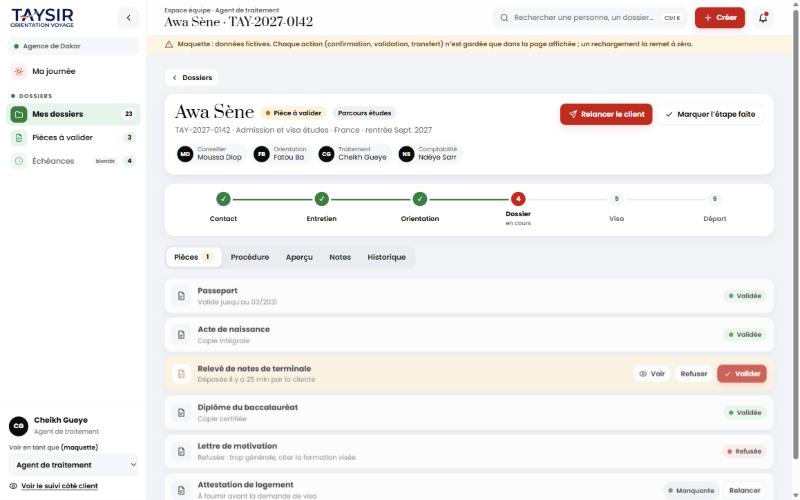 TAYSIR
ORIENTATION VOYAGE
Agence de Dakar
Ma journée
DOSSIERS
Mes dossiers 23
Pièces à valider 3
Échéances bientôt 4
CG Cheikh Gueye
Agent de traitement
Voir en tant que (maquette)
Agent de traitement
Voir le suivi côté client
Espace équipe · Agent de traitement
Awa Sène · TAY-2027-0142
Rechercher une personne, un dossier… Ctrl K
+ Créer
Maquette : données fictives. Chaque action (confirmation, validation, transfert) n'est gardée que dans la page affichée ; un rechargement la remet à zéro.
Dossiers
Awa Sène Pièce à valider Parcours études
Relancer le client Marquer l'étape faite
TAY-2027-0142 · Admission et visa études · France · rentrée Sept. 2027
MD Conseiller Moussa Diop
FB Orientation Fatou Ba
CG Traitement Cheikh Gueye
NS Comptabilité Ndèye Sarr
4 5 6
Contact Entretien Orientation Dossier Visa Départ
en cours
Pièces 1 Procédure Aperçu Notes Historique
Passeport
Valide jusqu'au 03/2031
Validée
Acte de naissance
Copie intégrale
Validée
Relevé de notes de terminale
Déposée il y a 25 min par la cliente
Voir Refuser Valider
Diplôme du baccalauréat
Copie certifiée
Validée
Lettre de motivation
Refusée : trop générale, citer la formation visée
Refusée
Attestation de logement
À fournir avant la demande de visa
Manquante Relancer